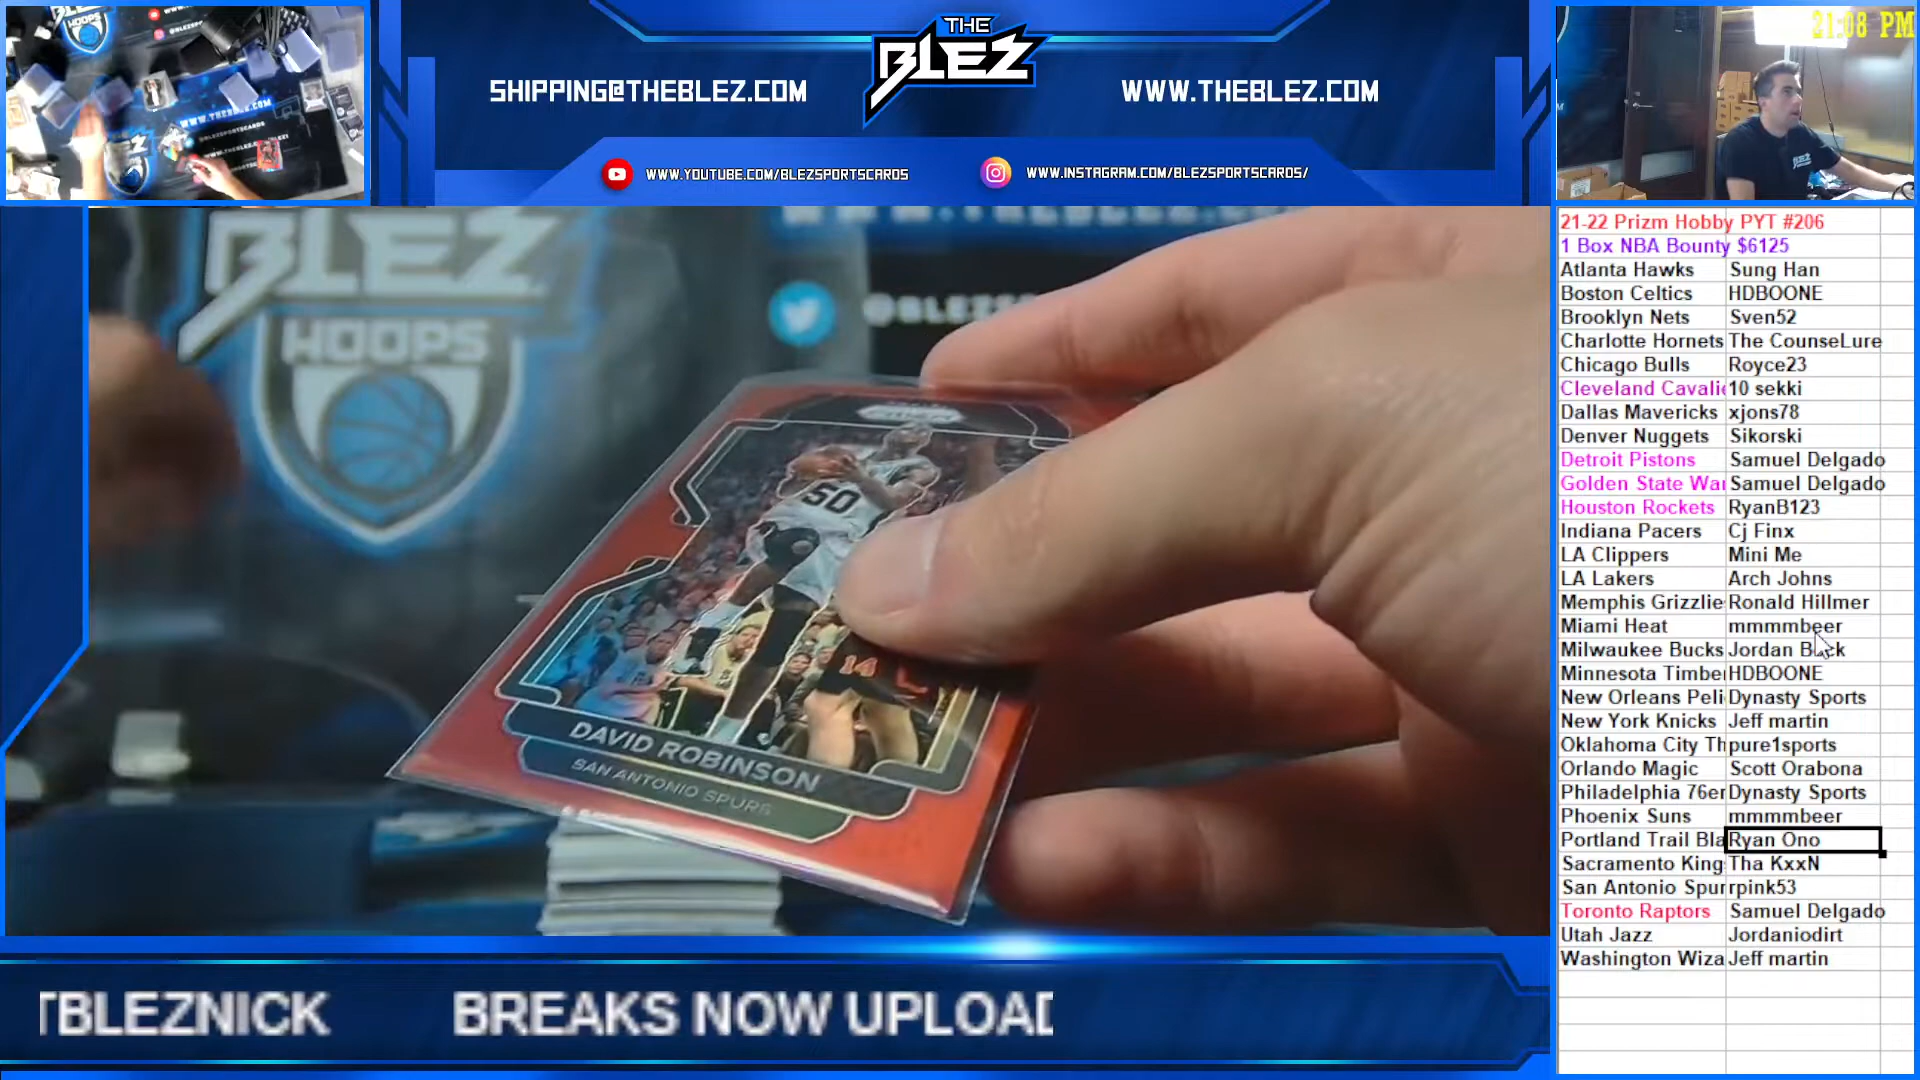 THE
BLEZ
SHIPPING@THEBLEZ.COM
WWW.THEBLEZ.COM
WWW.YOUTUBE.COM/BLEZSPORTSCARDS
WWW.INSTAGRAM.COM/BLEZSPORTSCARDS/
21:08 PM
21-22 Prizm Hobby PYT #206
1 Box NBA Bounty $6125
Atlanta Hawks Sung Han
Boston Celtics HDBOONE
Brooklyn Nets Sven52
Charlotte Hornets The CounseLure
Chicago Bulls Royce23
Cleveland Cavalie 10 sekki
Dallas Mavericks xjons78
Denver Nuggets Sikorski
Detroit Pistons Samuel Delgado
Golden State War Samuel Delgado
Houston Rockets RyanB123
Indiana Pacers Cj Finx
LA Clippers Mini Me
LA Lakers Arch Johns
Memphis Grizzlie Ronald Hillmer
Miami Heat mmmmbeer
Milwaukee Bucks Jordan
Minnesota Timber HDBOONE
New Orleans Peli Dynasty Sports
New York Knicks Jeff martin
Oklahoma City Th pure1sports
Orlando Magic Scott Orabona
Philadelphia 76er Dynasty Sports
Phoenix Suns mmmmbeer
Portland Trail Bla Ryan Ono
Sacramento King Tha KxxN
San Antonio Spur rpink53
Toronto Raptors Samuel Delgado
Utah Jazz Jordaniodirt
Washington Wiza Jeff martin
BLEZ
HOOPS
@BLEZS
PRIZM
50
14
DAVID ROBINSON
SAN ANTONIO SPURS
TBLEZNICK BREAKS NOW UPLOAD